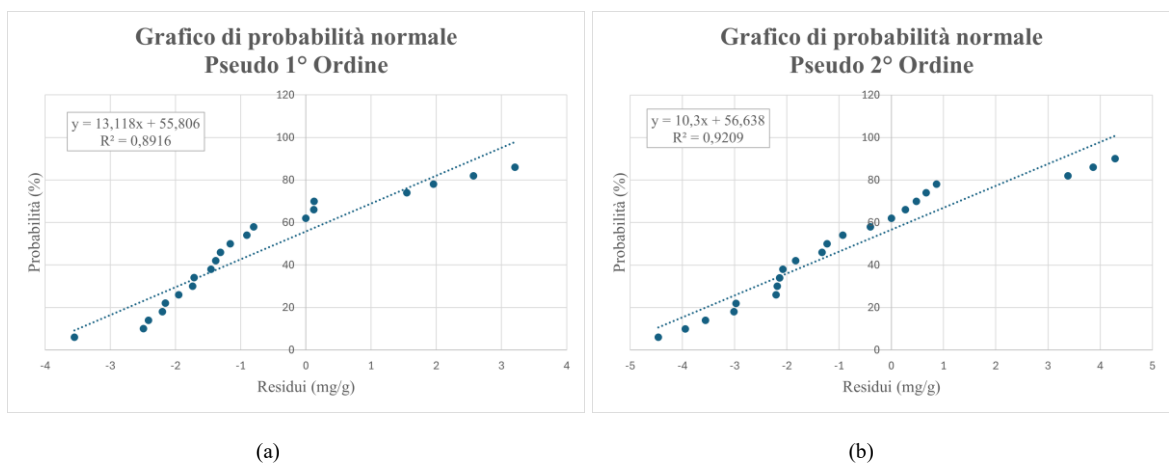 Grafico di probabilità normale
Pseudo 1° Ordine
y = 13,118x + 55,806
R² = 0,8916
Probabilità (%)
120
100
80
60
40
20
0
-4 -3 -2 -1 0 1 2 3 4
Residui (mg/g)
(a)
Grafico di probabilità normale
Pseudo 2° Ordine
y = 10,3x + 56,638
R² = 0,9209
Probabilità (%)
120
100
80
60
40
20
0
-5 -4 -3 -2 -1 0 1 2 3 4 5
Residui (mg/g)
(b)